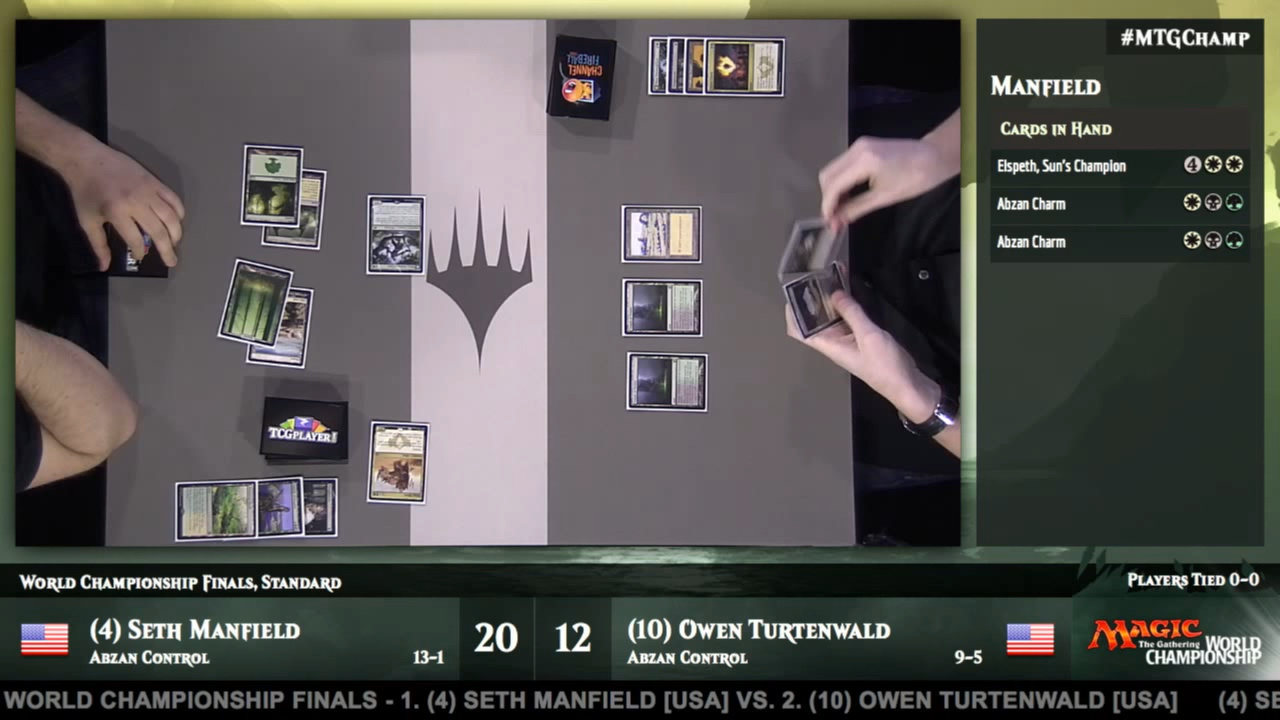 #MTGCHAMP
MANFIELD
CARDS IN HAND
Elspeth, Sun's Champion 4
Abzan Charm
Abzan Charm
CHANNEL
FIREBALL
TCGPLAYER
WORLD CHAMPIONSHIP FINALS, STANDARD
PLAYERS TIED 0-0
(4) SETH MANFIELD
ABZAN CONTROL 13-1
20 12
(10) OWEN TURTENWALD
ABZAN CONTROL 9-5
MAGIC
The Gathering
WORLD
CHAMPIONSHIP
WORLD CHAMPIONSHIP FINALS - 1. (4) SETH MANFIELD [USA] VS. 2. (10) OWEN TURTENWALD [USA] (4) SE